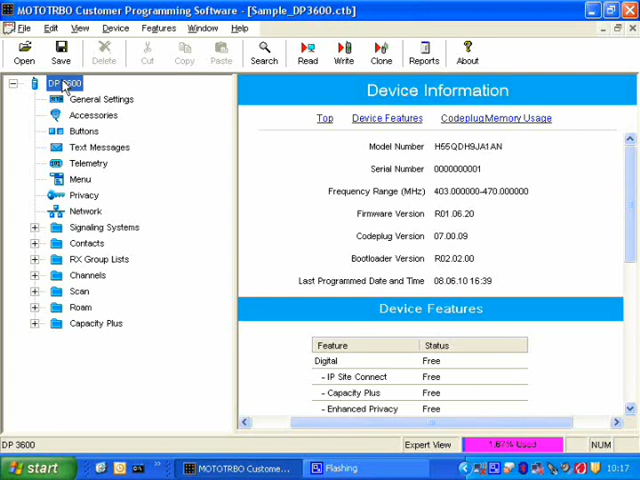 MOTOTRBO Customer Programming Software - [Sample_DP3600.ctb]
File Edit View Device Features Window Help
Open Save Delete Cut Copy Paste Search Read Write Clone Reports About
DP 3600
General Settings
Accessories
Buttons
Text Messages
Telemetry
Menu
Privacy
Network
Signaling Systems
Contacts
RX Group Lists
Channels
Scan
Roam
Capacity Plus
Device Information
Top Device Features Codeplug Memory Usage
Model Number H55QDH9JA1AN
Serial Number 0000000001
Frequency Range (MHz) 403.000000-470.000000
Firmware Version R01.06.20
Codeplug Version 07.00.09
Bootloader Version R02.02.00
Last Programmed Date and Time 08.06.10 16:39
Device Features
Feature Status
Digital Free
- IP Site Connect Free
- Capacity Plus Free
- Enhanced Privacy Free
DP 3600 Expert View 1.67% Used NUM
start MOTOTRBO Custome... Flashing 10:17